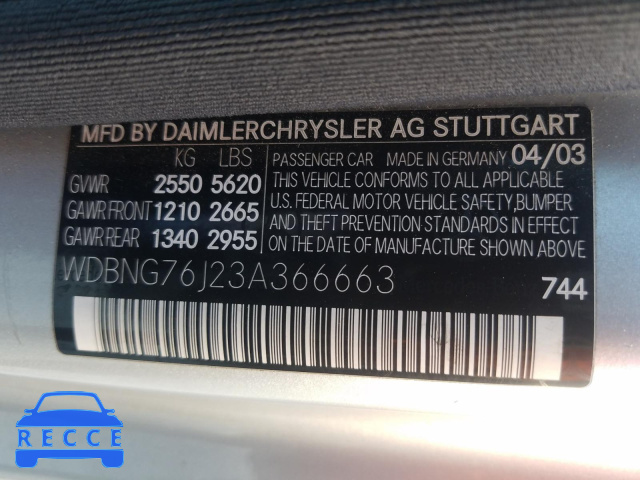 MFD BY DAIMLERCHRYSLER AG STUTTGART
KG LBS
GVWR 2550 5620
GAWR FRONT 1210 2665
GAWR REAR 1340 2955
PASSENGER CAR MADE IN GERMANY 04/03
THIS VEHICLE CONFORMS TO ALL APPLICABLE
U.S. FEDERAL MOTOR VEHICLE SAFETY,BUMPER
AND THEFT PREVENTION STANDARDS IN EFFECT
ON THE DATE OF MANUFACTURE SHOWN ABOVE
WDBNG76J23A366663
744
RECCE